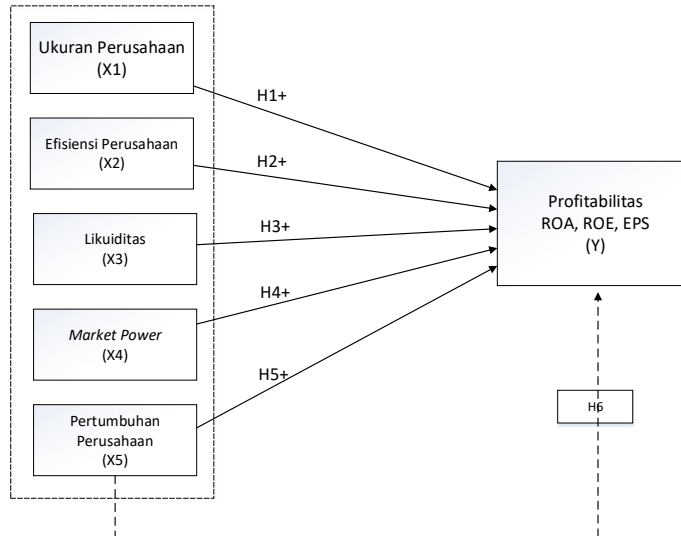 Ukuran Perusahaan
(X1)
H1+
Efisiensi Perusahaan
(X2)
H2+
Likuiditas
(X3)
H3+
Market Power
(X4)
H4+
Pertumbuhan
Perusahaan
(X5)
H5+
Profitabilitas
ROA, ROE, EPS
(Y)
H6